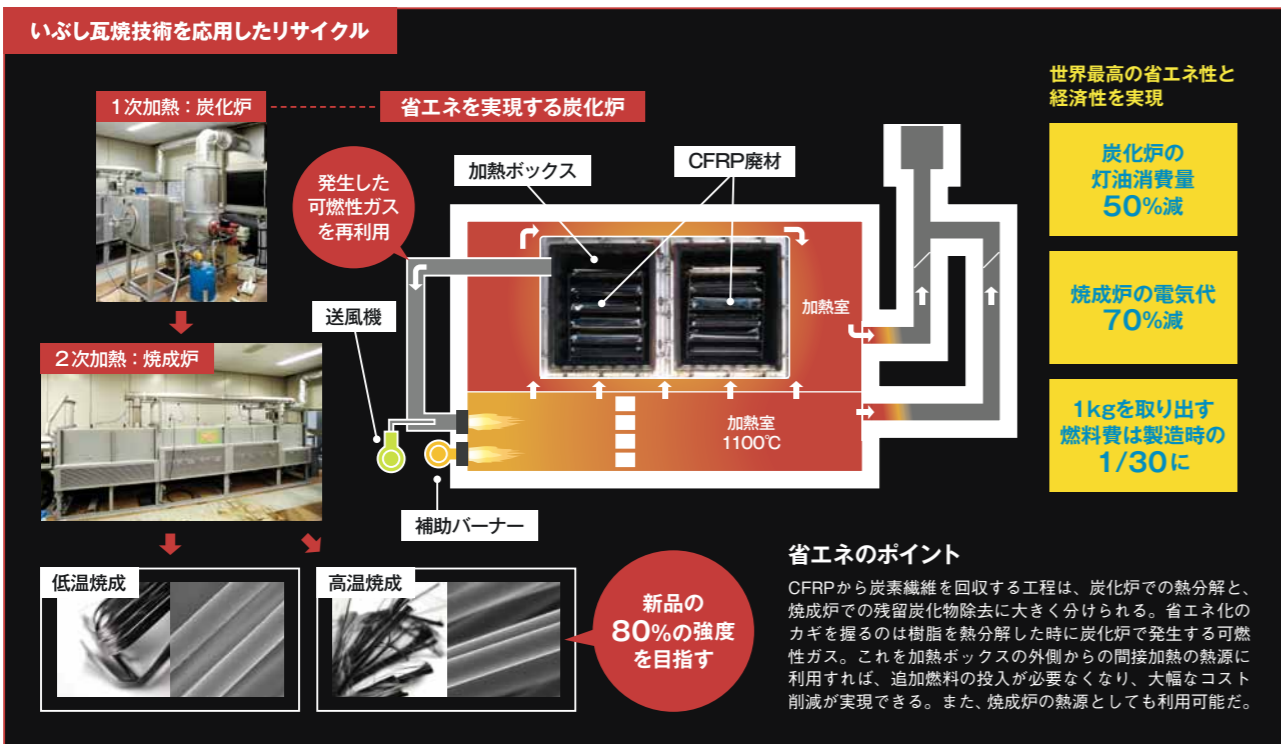 いぶし瓦焼技術を応用したリサイクル
1次加熱：炭化炉
省エネを実現する炭化炉
発生した
可燃性ガス
を再利用
加熱ボックス
CFRP廃材
加熱室
送風機
2次加熱：焼成炉
加熱室
1100℃
補助バーナー
低温焼成
高温焼成
新品の
80%の強度
を目指す
世界最高の省エネ性と
経済性を実現
炭化炉の
灯油消費量
50%減
焼成炉の電気代
70%減
1kgを取り出す
燃料費は製造時の
1/30に
省エネのポイント
CFRPから炭素繊維を回収する工程は、炭化炉での熱分解と、
焼成炉での残留炭化物除去に大きく分けられる。省エネ化の
カギを握るのは樹脂を熱分解した時に炭化炉で発生する可燃
性ガス。これを加熱ボックスの外側からの間接加熱の熱源に
利用すれば、追加燃料の投入が必要なくなり、大幅なコスト
削減が実現できる。また、焼成炉の熱源としても利用可能だ。